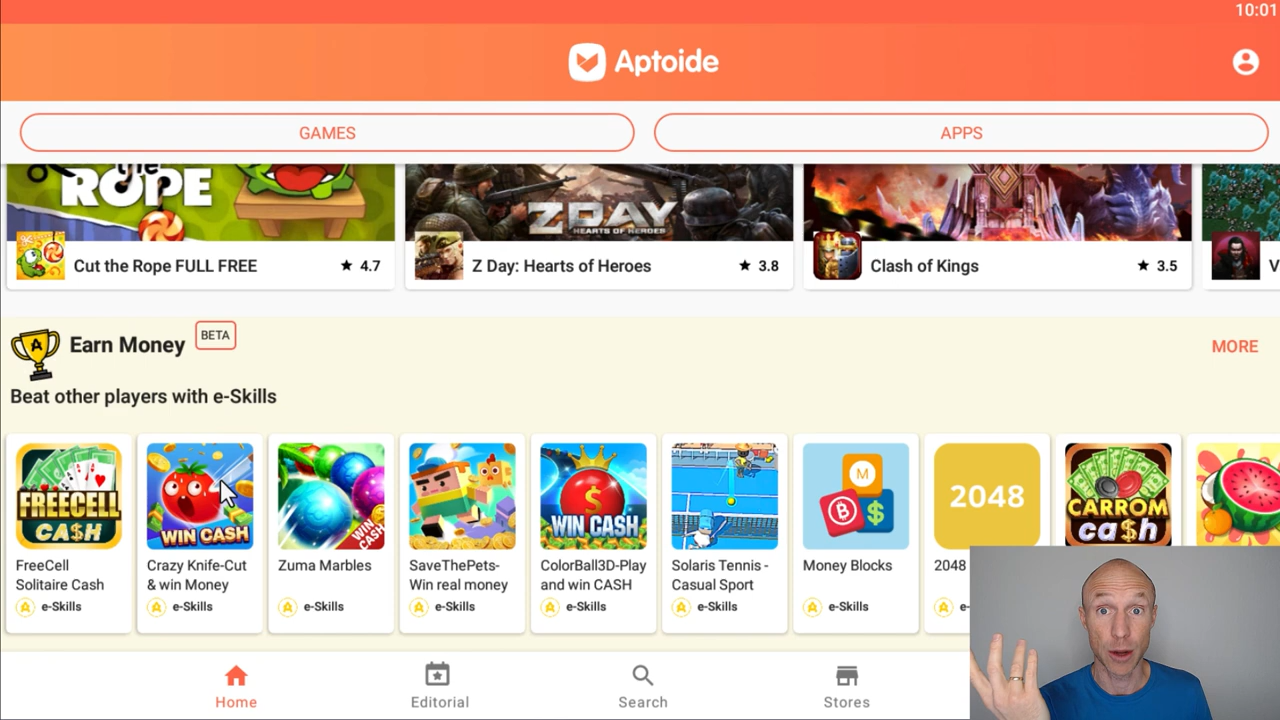 10:01
Aptoide
GAMES
APPS
the
ROPE
Z DAY
HEARTS OF HEROES
Cut the Rope FULL FREE
4.7
Z Day: Hearts of Heroes
3.8
Clash of Kings
3.5
V
Earn Money
BETA
MORE
Beat other players with e-Skills
FREECELL
CA$H
WIN CASH
WIN CASH
$
WIN CASH
M
₿
$
2048
CARROM
ca$h
FreeCell
Solitaire Cash
e-Skills
Crazy Knife-Cut
& win Money
e-Skills
Zuma Marbles
e-Skills
SaveThePets-
Win real money
e-Skills
ColorBall3D-Play
and win CASH
e-Skills
Solaris Tennis -
Casual Sport
e-Skills
Money Blocks
e-Skills
2048
e-
Home
Editorial
Search
Stores